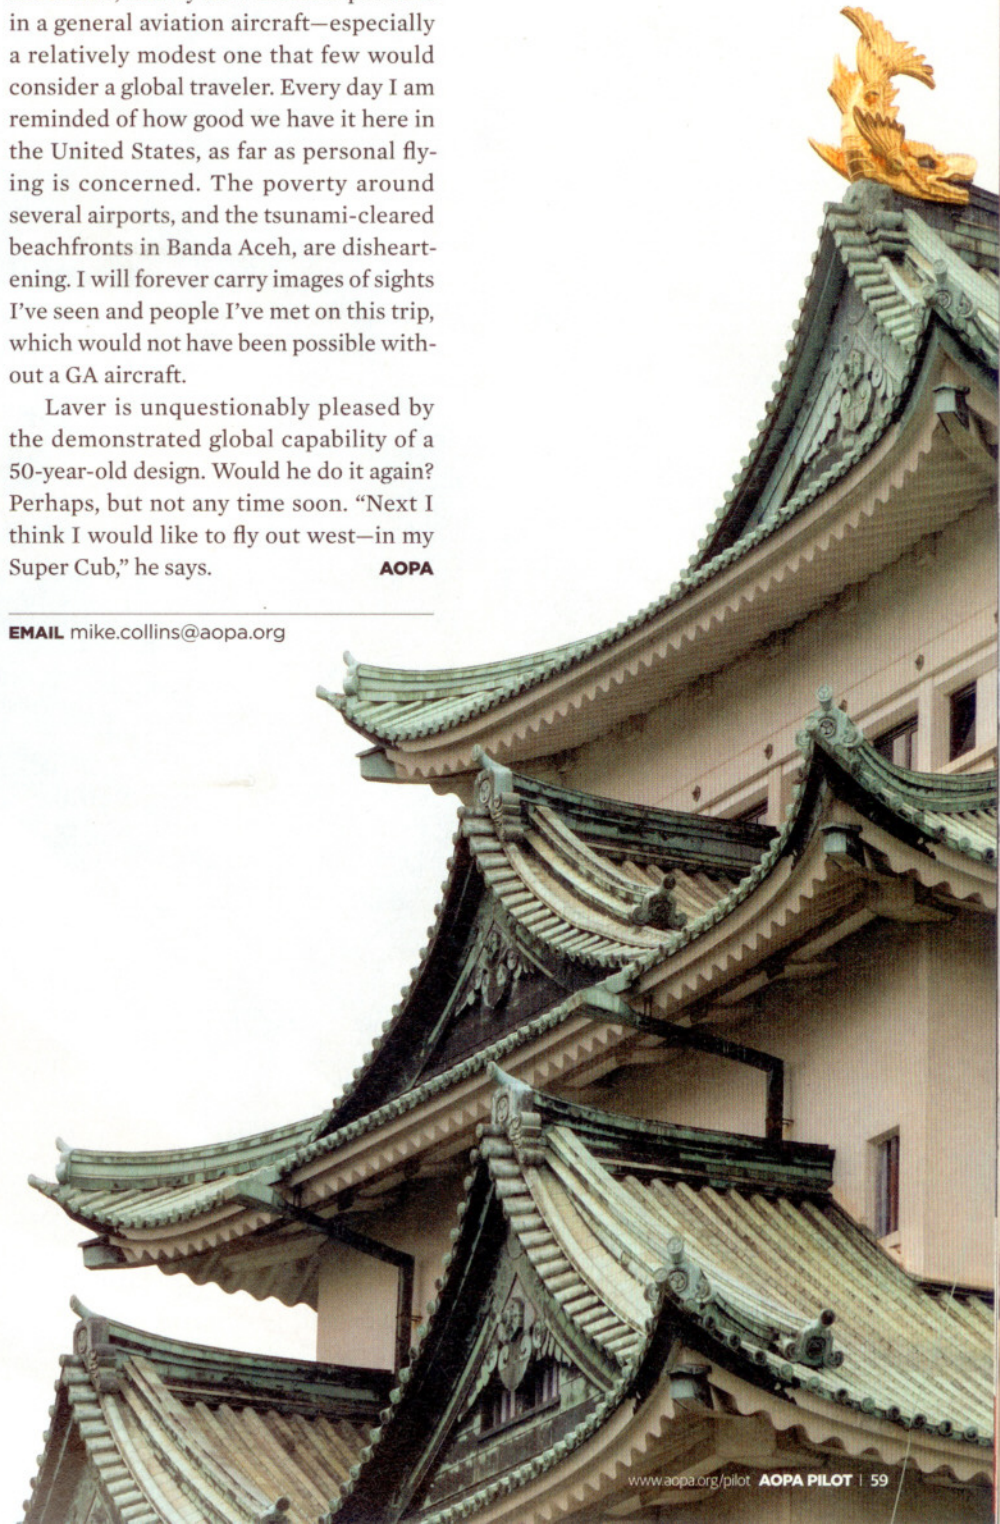 in a general aviation aircraft—especially
a relatively modest one that few would
consider a global traveler. Every day I am
reminded of how good we have it here in
the United States, as far as personal fly-
ing is concerned. The poverty around
several airports, and the tsunami-cleared
beachfronts in Banda Aceh, are disheart-
ening. I will forever carry images of sights
I’ve seen and people I’ve met on this trip,
which would not have been possible with-
out a GA aircraft.
Laver is unquestionably pleased by
the demonstrated global capability of a
50-year-old design. Would he do it again?
Perhaps, but not any time soon. “Next I
think I would like to fly out west—in my
Super Cub,” he says. AOPA
EMAIL mike.collins@aopa.org
www.aopa.org/pilot AOPA PILOT | 59